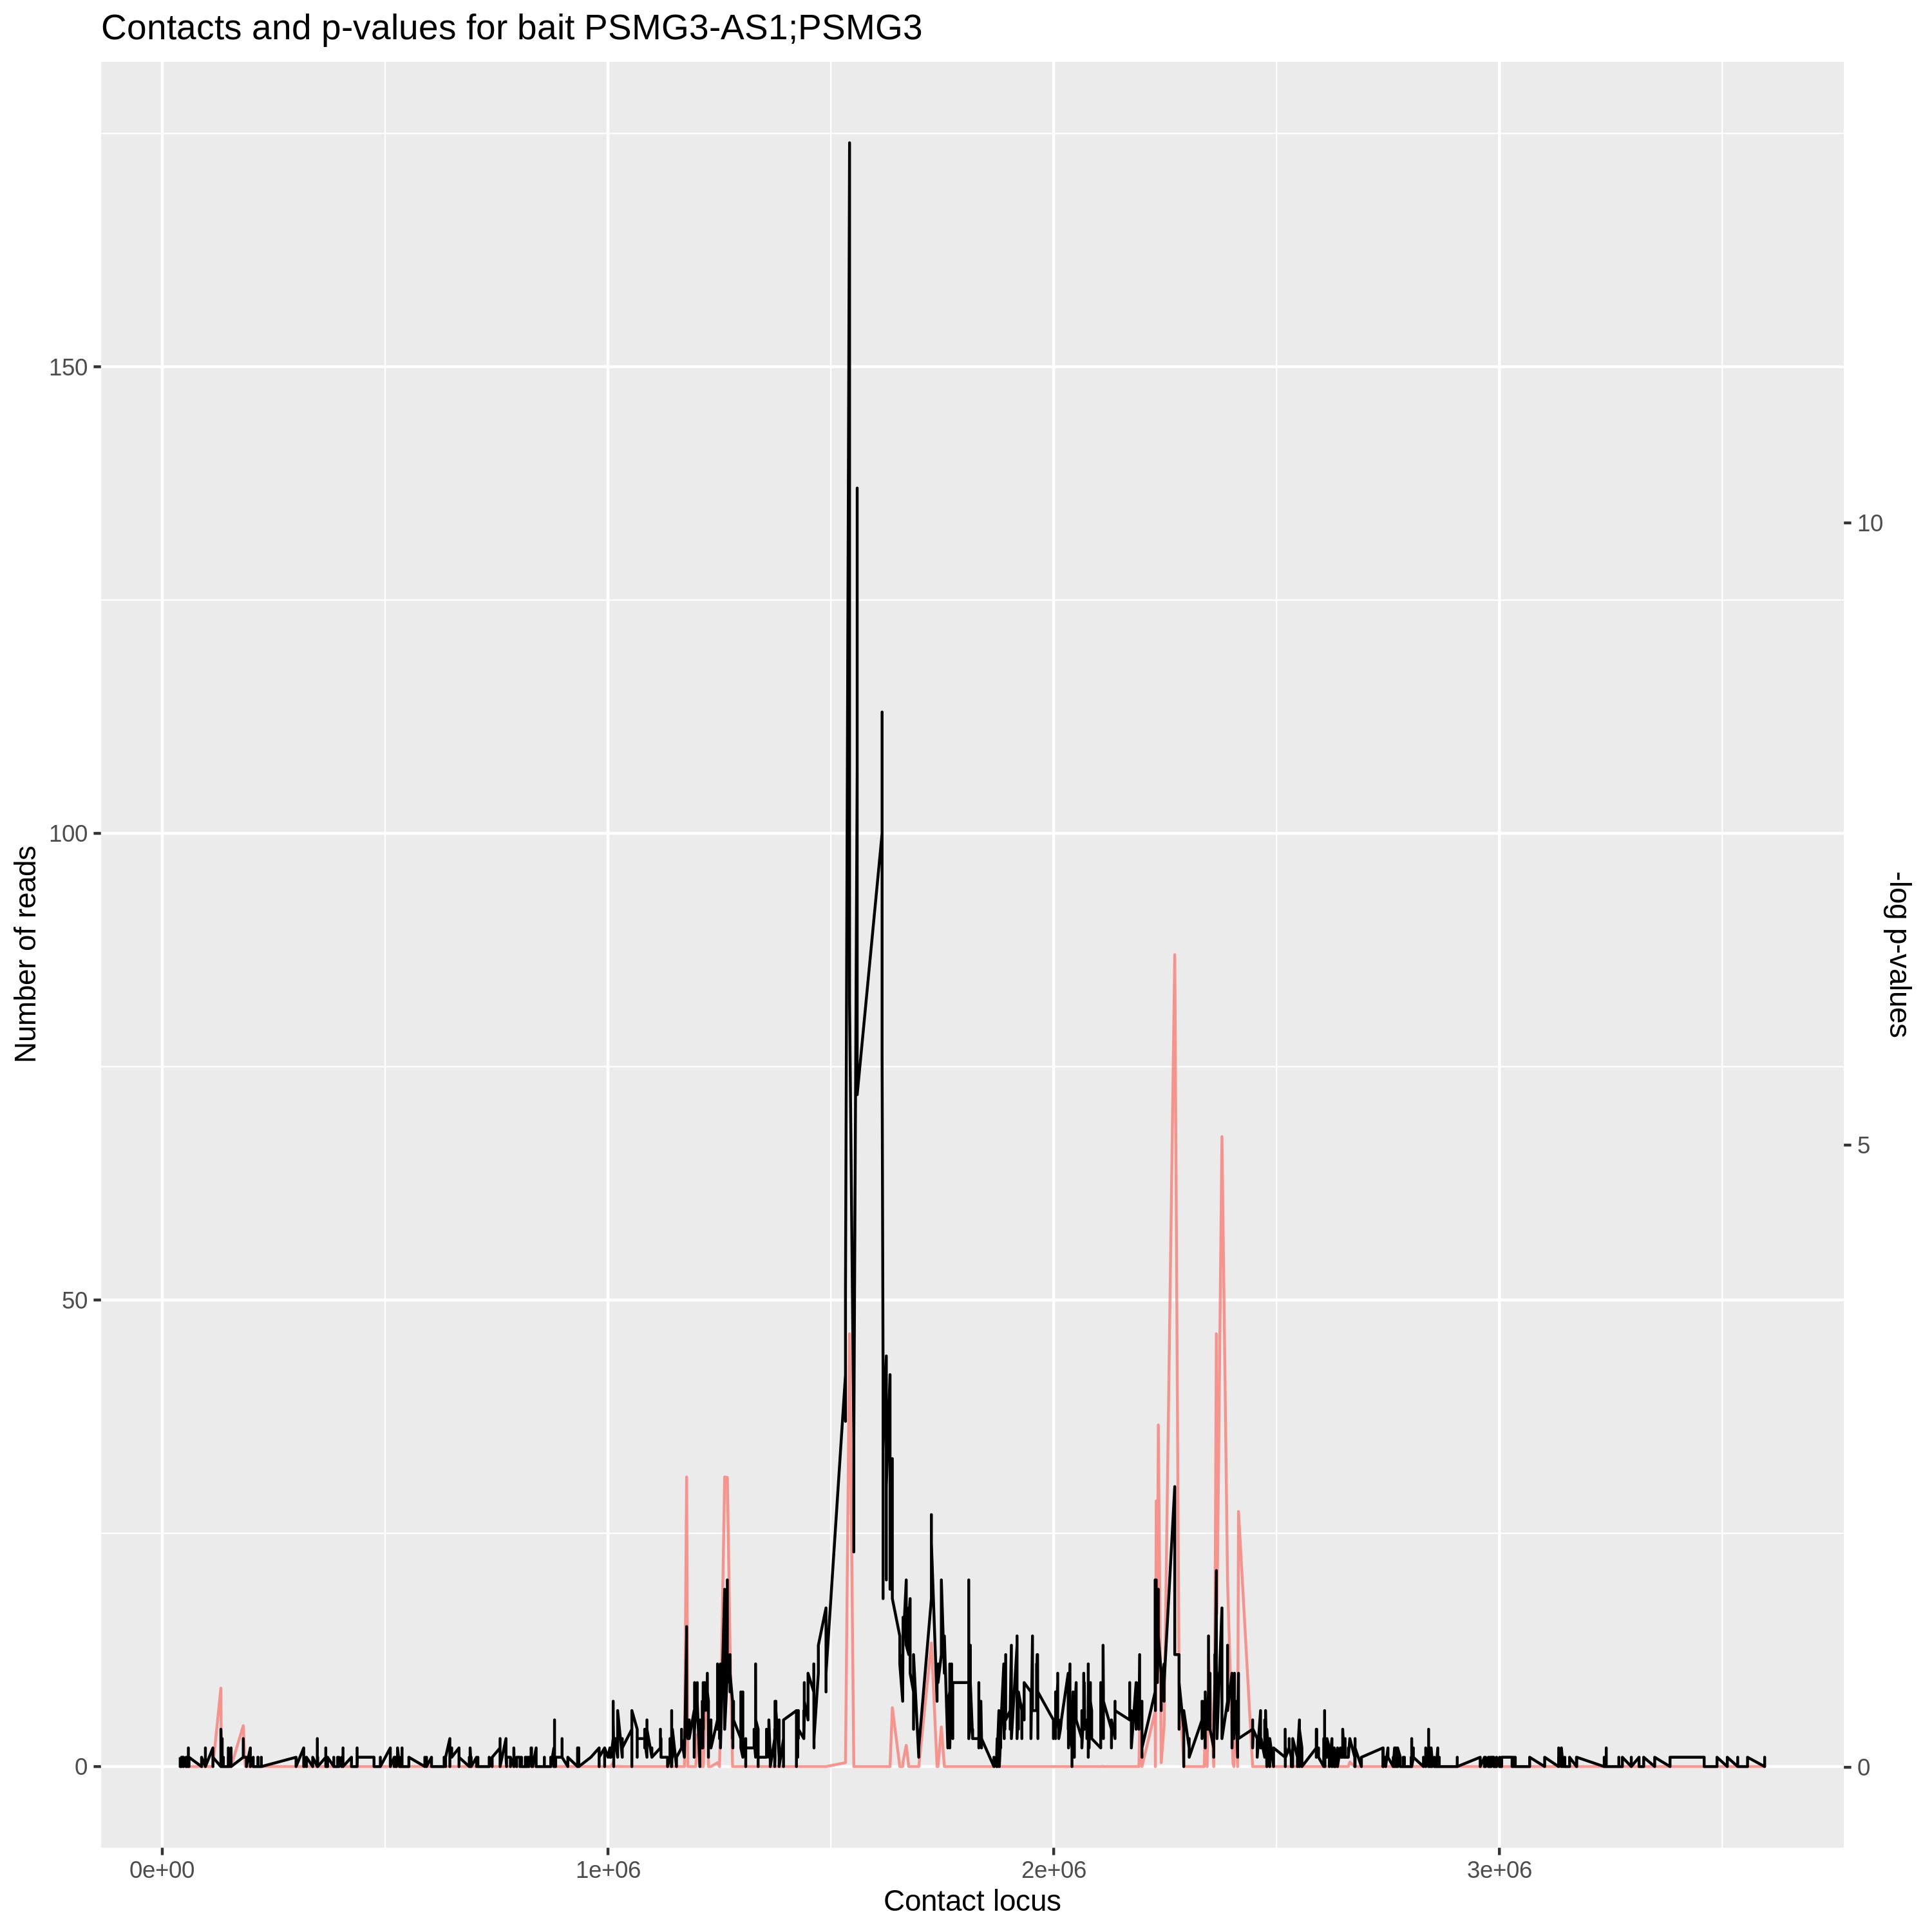 Contacts and p-values for bait PSMG3-AS1;PSMG3
150
100
50
0
Number of reads
10
5
0
-log p-values
0e+00
1e+06
2e+06
3e+06
Contact locus